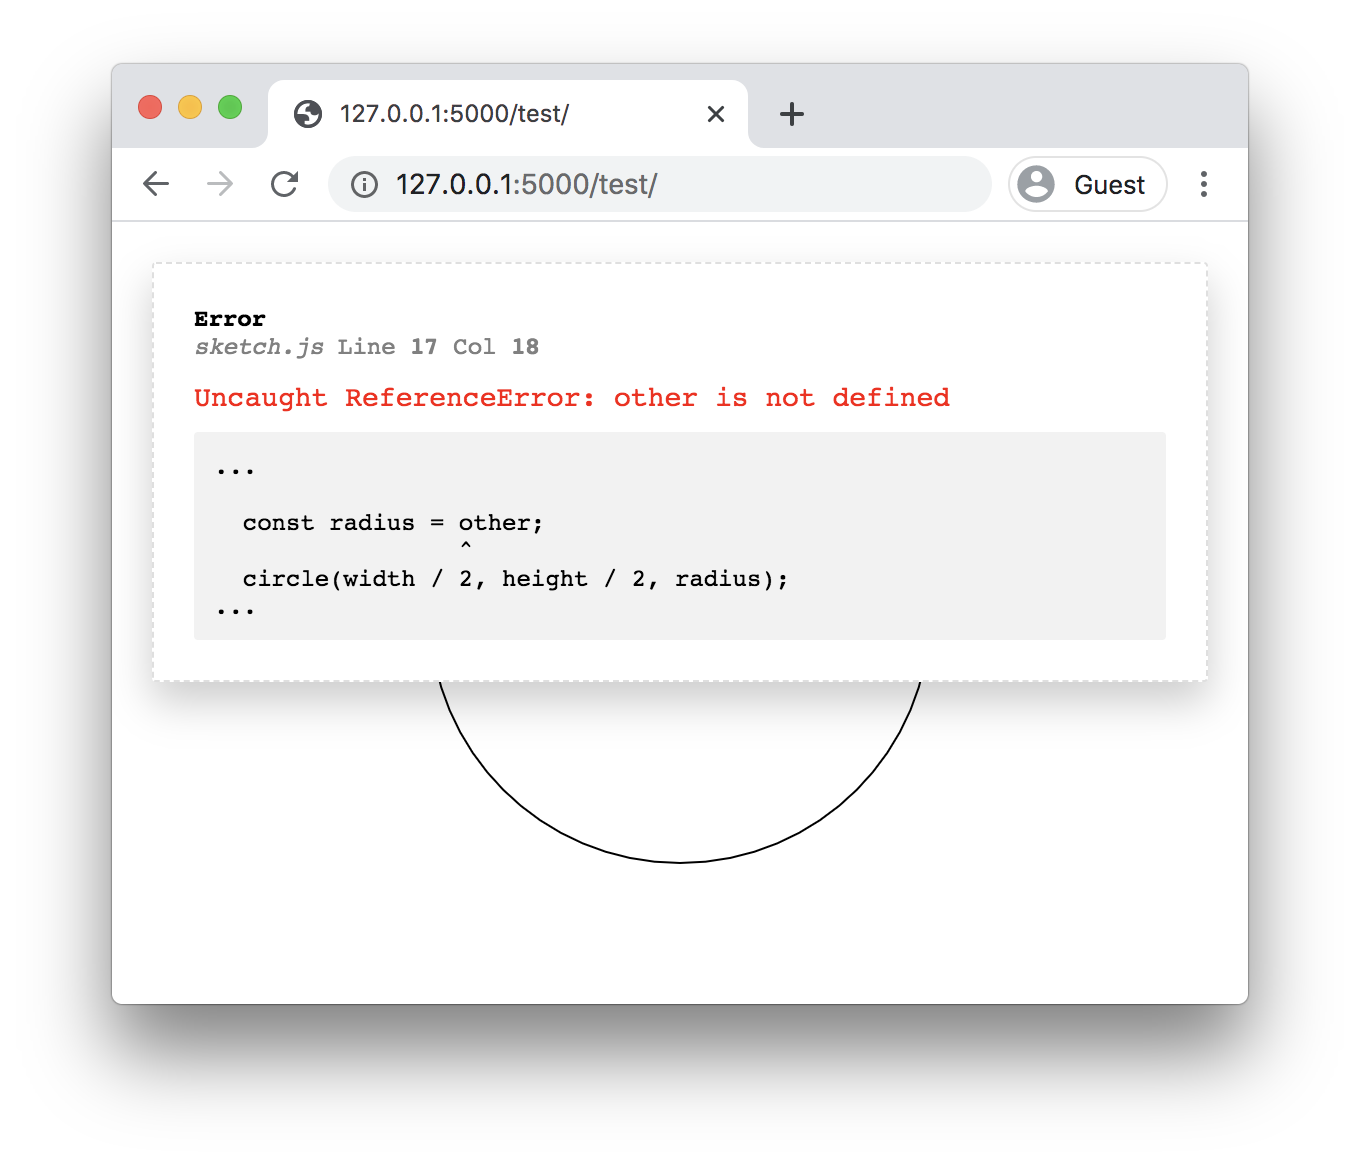 127.0.0.1:5000/test/
127.0.0.1:5000/test/
Guest
Error
sketch.js Line 17 Col 18
Uncaught ReferenceError: other is not defined
...
const radius = other;
^
circle(width / 2, height / 2, radius);
...